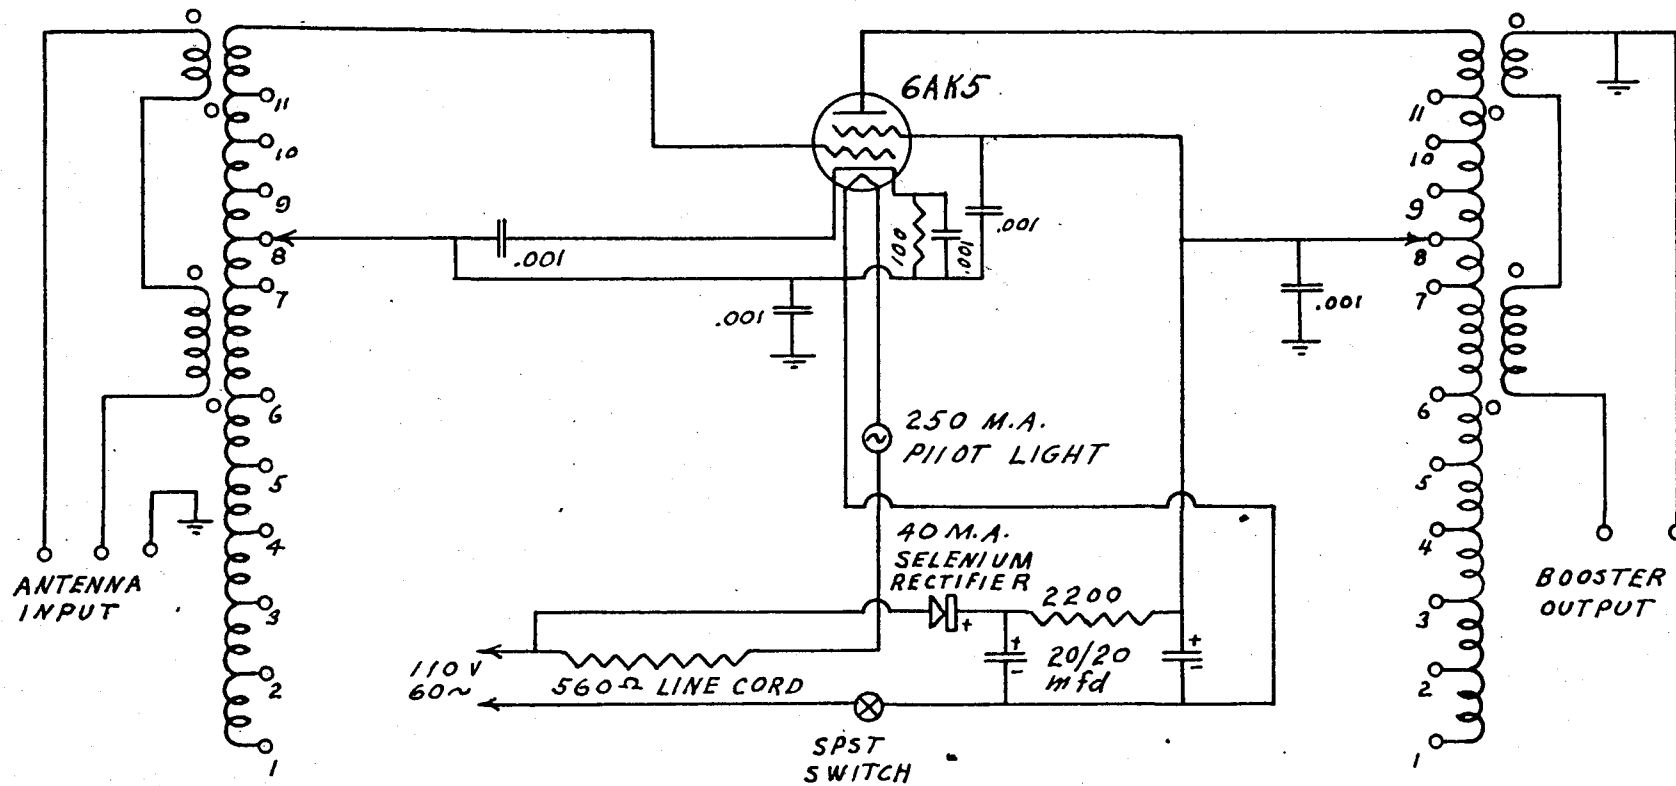 6AK5
11
10
9
8
7
6
5
4
3
2
1
.001
.001
100
.001
.001
.001
11
10
9
8
7
6
5
4
3
2
1
250 M.A.
PIIOT LIGHT
40 M.A.
SELENIUM
RECTIFIER
+
2200
+
-
20/20
mfd
+
-
110 V
60~
560Ω LINE CORD
SPST
SWITCH
ANTENNA
INPUT
BOOSTER
OUTPUT